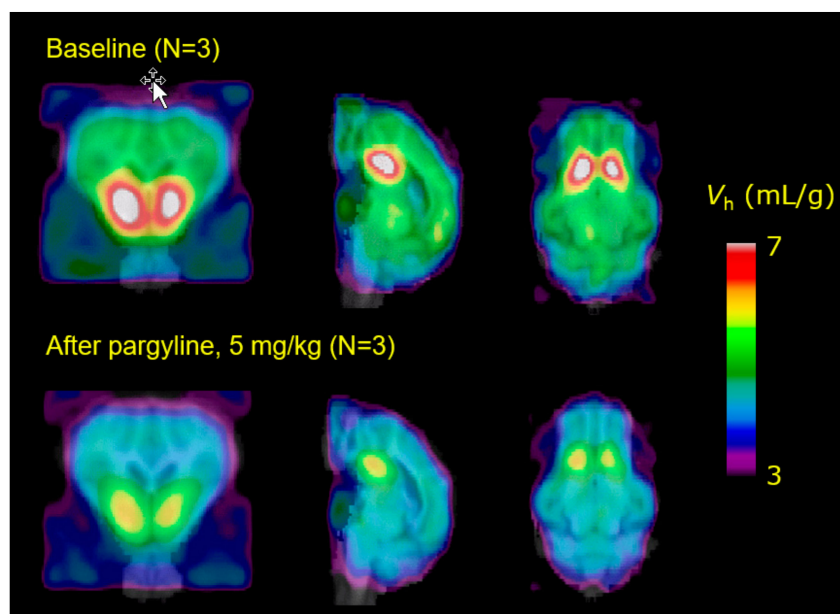 Baseline (N=3)
Vh (mL/g)
7
After pargyline, 5 mg/kg (N=3)
3